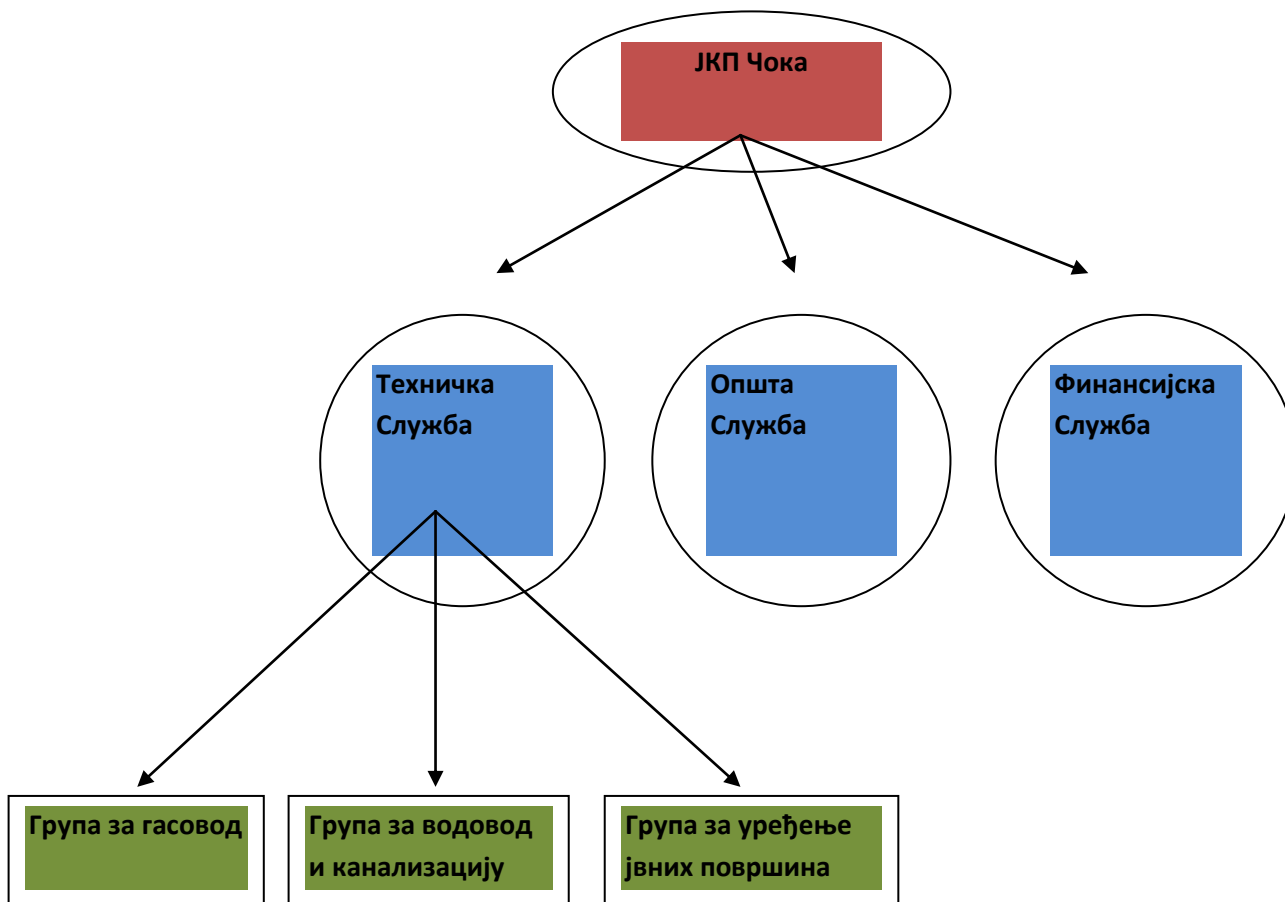 ЈКП Чока
Техничка
Служба
Општа
Служба
Финансијска
Служба
Група за гасовод
Група за водовод
и канализацију
Група за уређење
јвних површина